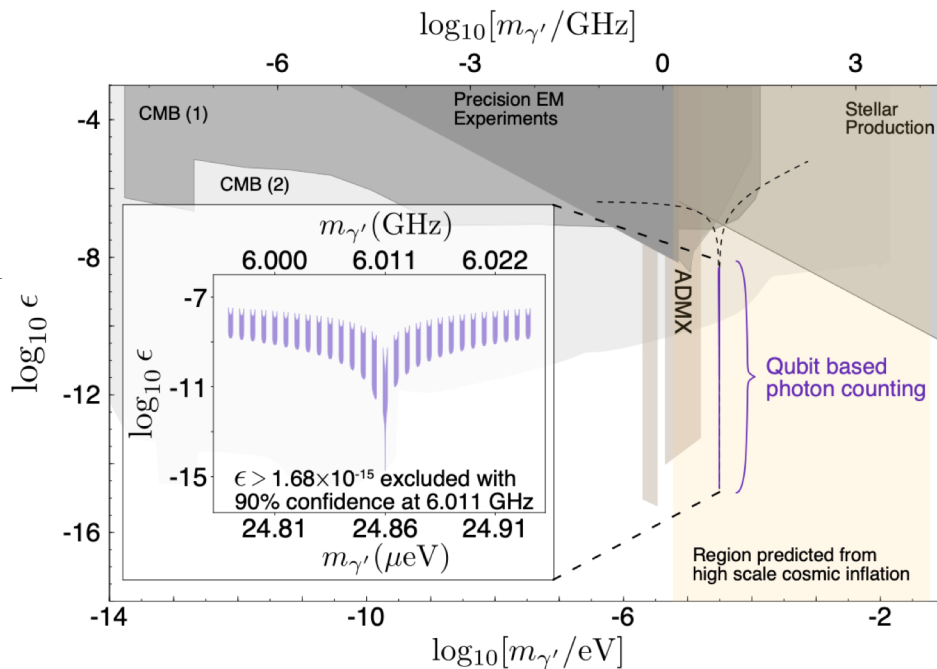 log₁₀[m_γ′/GHz]
-6 -3 0 3
CMB (1)
Precision EM
Experiments
Stellar
Production
CMB (2)
-4
-8
-12
-16
log₁₀ ϵ
m_γ′(GHz)
6.000 6.011 6.022
-7
-11
-15
log₁₀ ϵ
ϵ > 1.68×10⁻¹⁵ excluded with
90% confidence at 6.011 GHz
24.81 24.86 24.91
m_γ′(μeV)
ADMX
Qubit based
photon counting
Region predicted from
high scale cosmic inflation
-14 -10 -6 -2
log₁₀[m_γ′/eV]